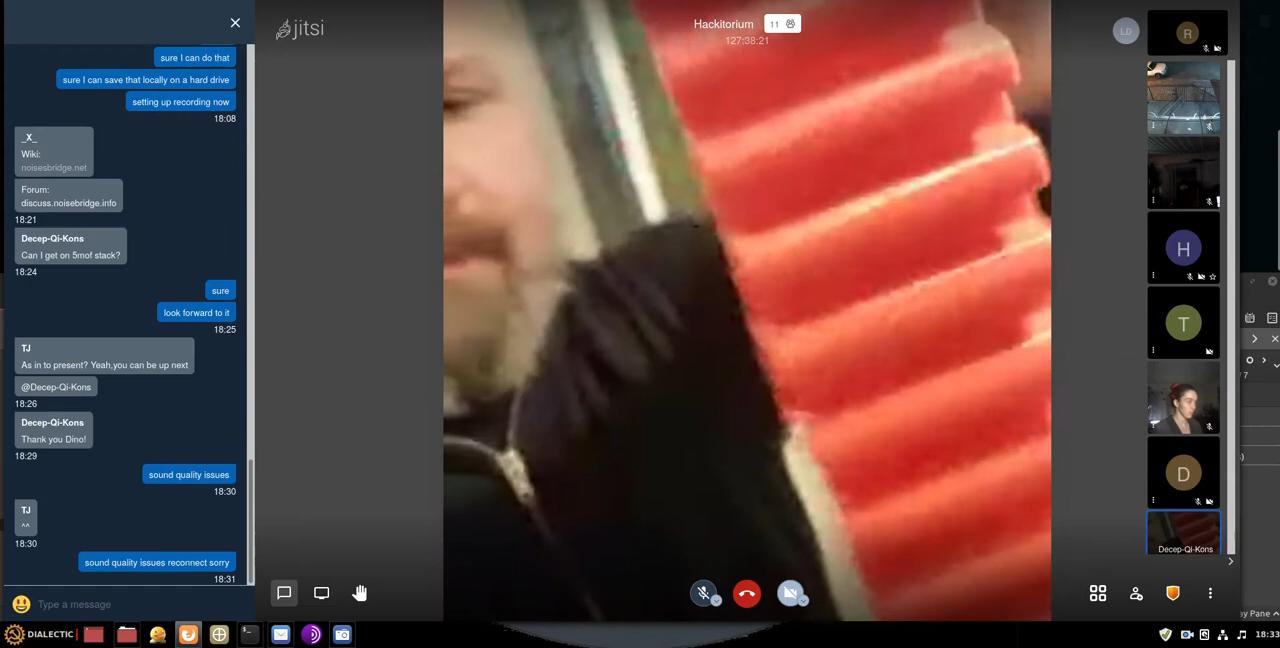 sure I can do that
sure I can save that locally on a hard drive
setting up recording now
18:08
_X_
Wiki:
noisesbridge.net
Forum:
discuss.noisebridge.info
18:21
Decep-Qi-Kons
Can I get on 5mof stack?
18:24
sure
look forward to it
18:25
TJ
As in to present? Yeah,you can be up next
@Decep-Qi-Kons
18:26
Decep-Qi-Kons
Thank you Dino!
18:29
sound quality issues
18:30
TJ
^^
18:30
sound quality issues reconnect sorry
18:31
Type a message
jitsi
Hackitorium 11
127:38:21
LD
R
H
T
D
Decep-Qi-Kons
ay Pane
DIALECTIC
18:33